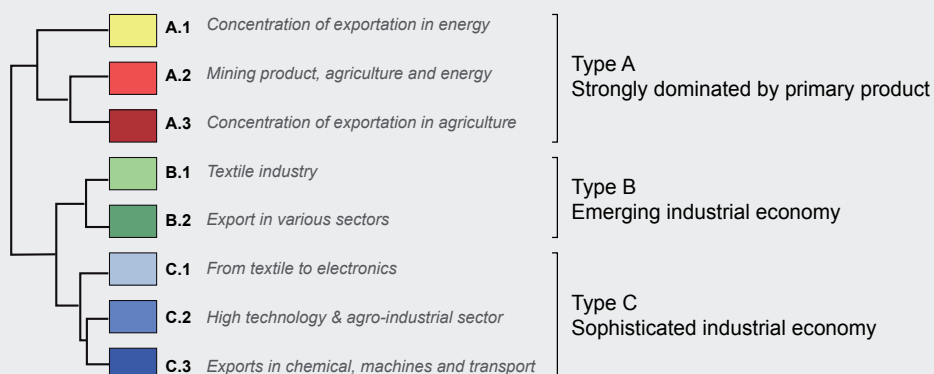 A.1 Concentration of exportation in energy
A.2 Mining product, agriculture and energy
A.3 Concentration of exportation in agriculture
Type A
Strongly dominated by primary product
B.1 Textile industry
B.2 Export in various sectors
Type B
Emerging industrial economy
C.1 From textile to electronics
C.2 High technology & agro-industrial sector
C.3 Exports in chemical, machines and transport
Type C
Sophisticated industrial economy